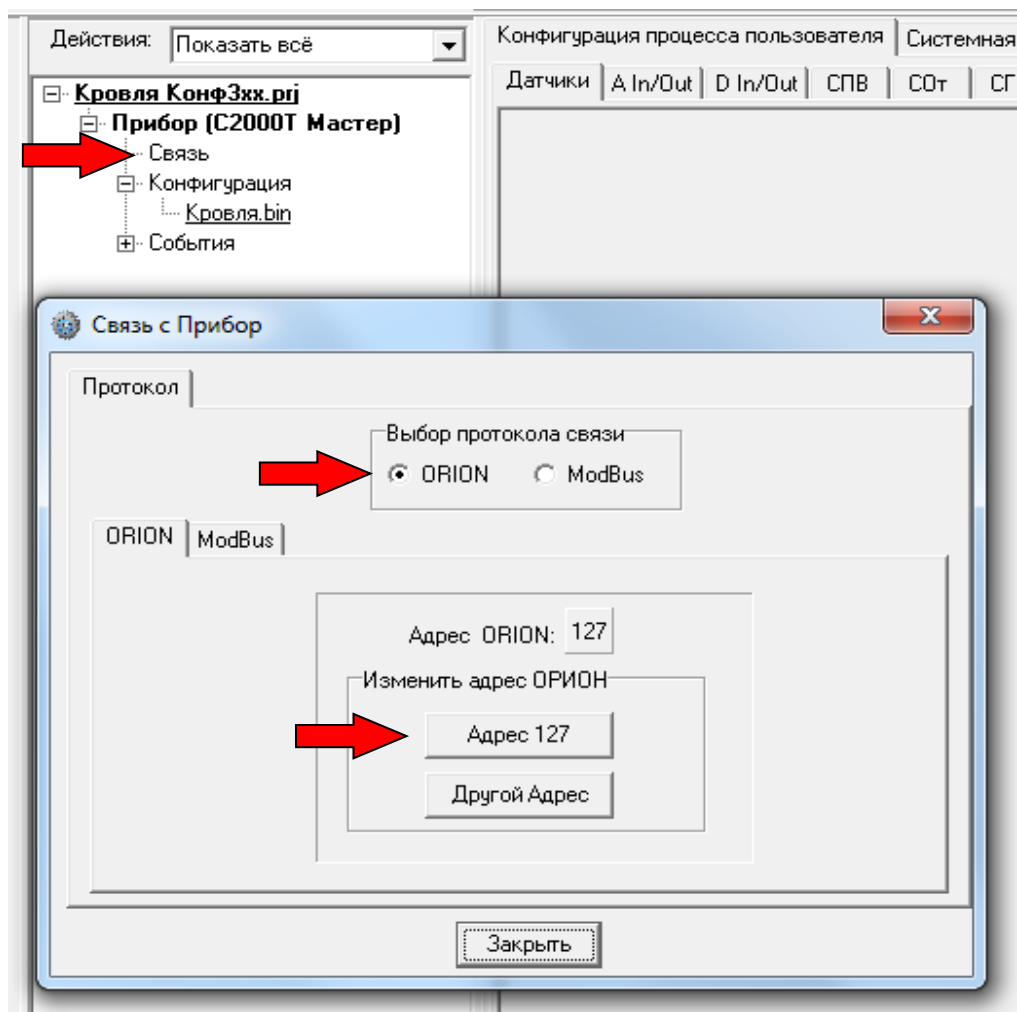 Действия: Показать всё
Конфигурация процесса пользователя Системная
Датчики A In/Out D In/Out СПВ СОт СГ
Кровля Конф3хх.prj
Прибор (С2000Т Мастер)
Связь
Конфигурация
Кровля.bin
События
Связь с Прибор
Протокол
Выбор протокола связи
ORION ModBus
ORION ModBus
Адрес ORION: 127
Изменить адрес ОРИОН
Адрес 127
Другой Адрес
Закрыть